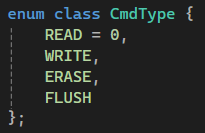 enum class CmdType {
    READ = 0,
    WRITE,
    ERASE,
    FLUSH
};